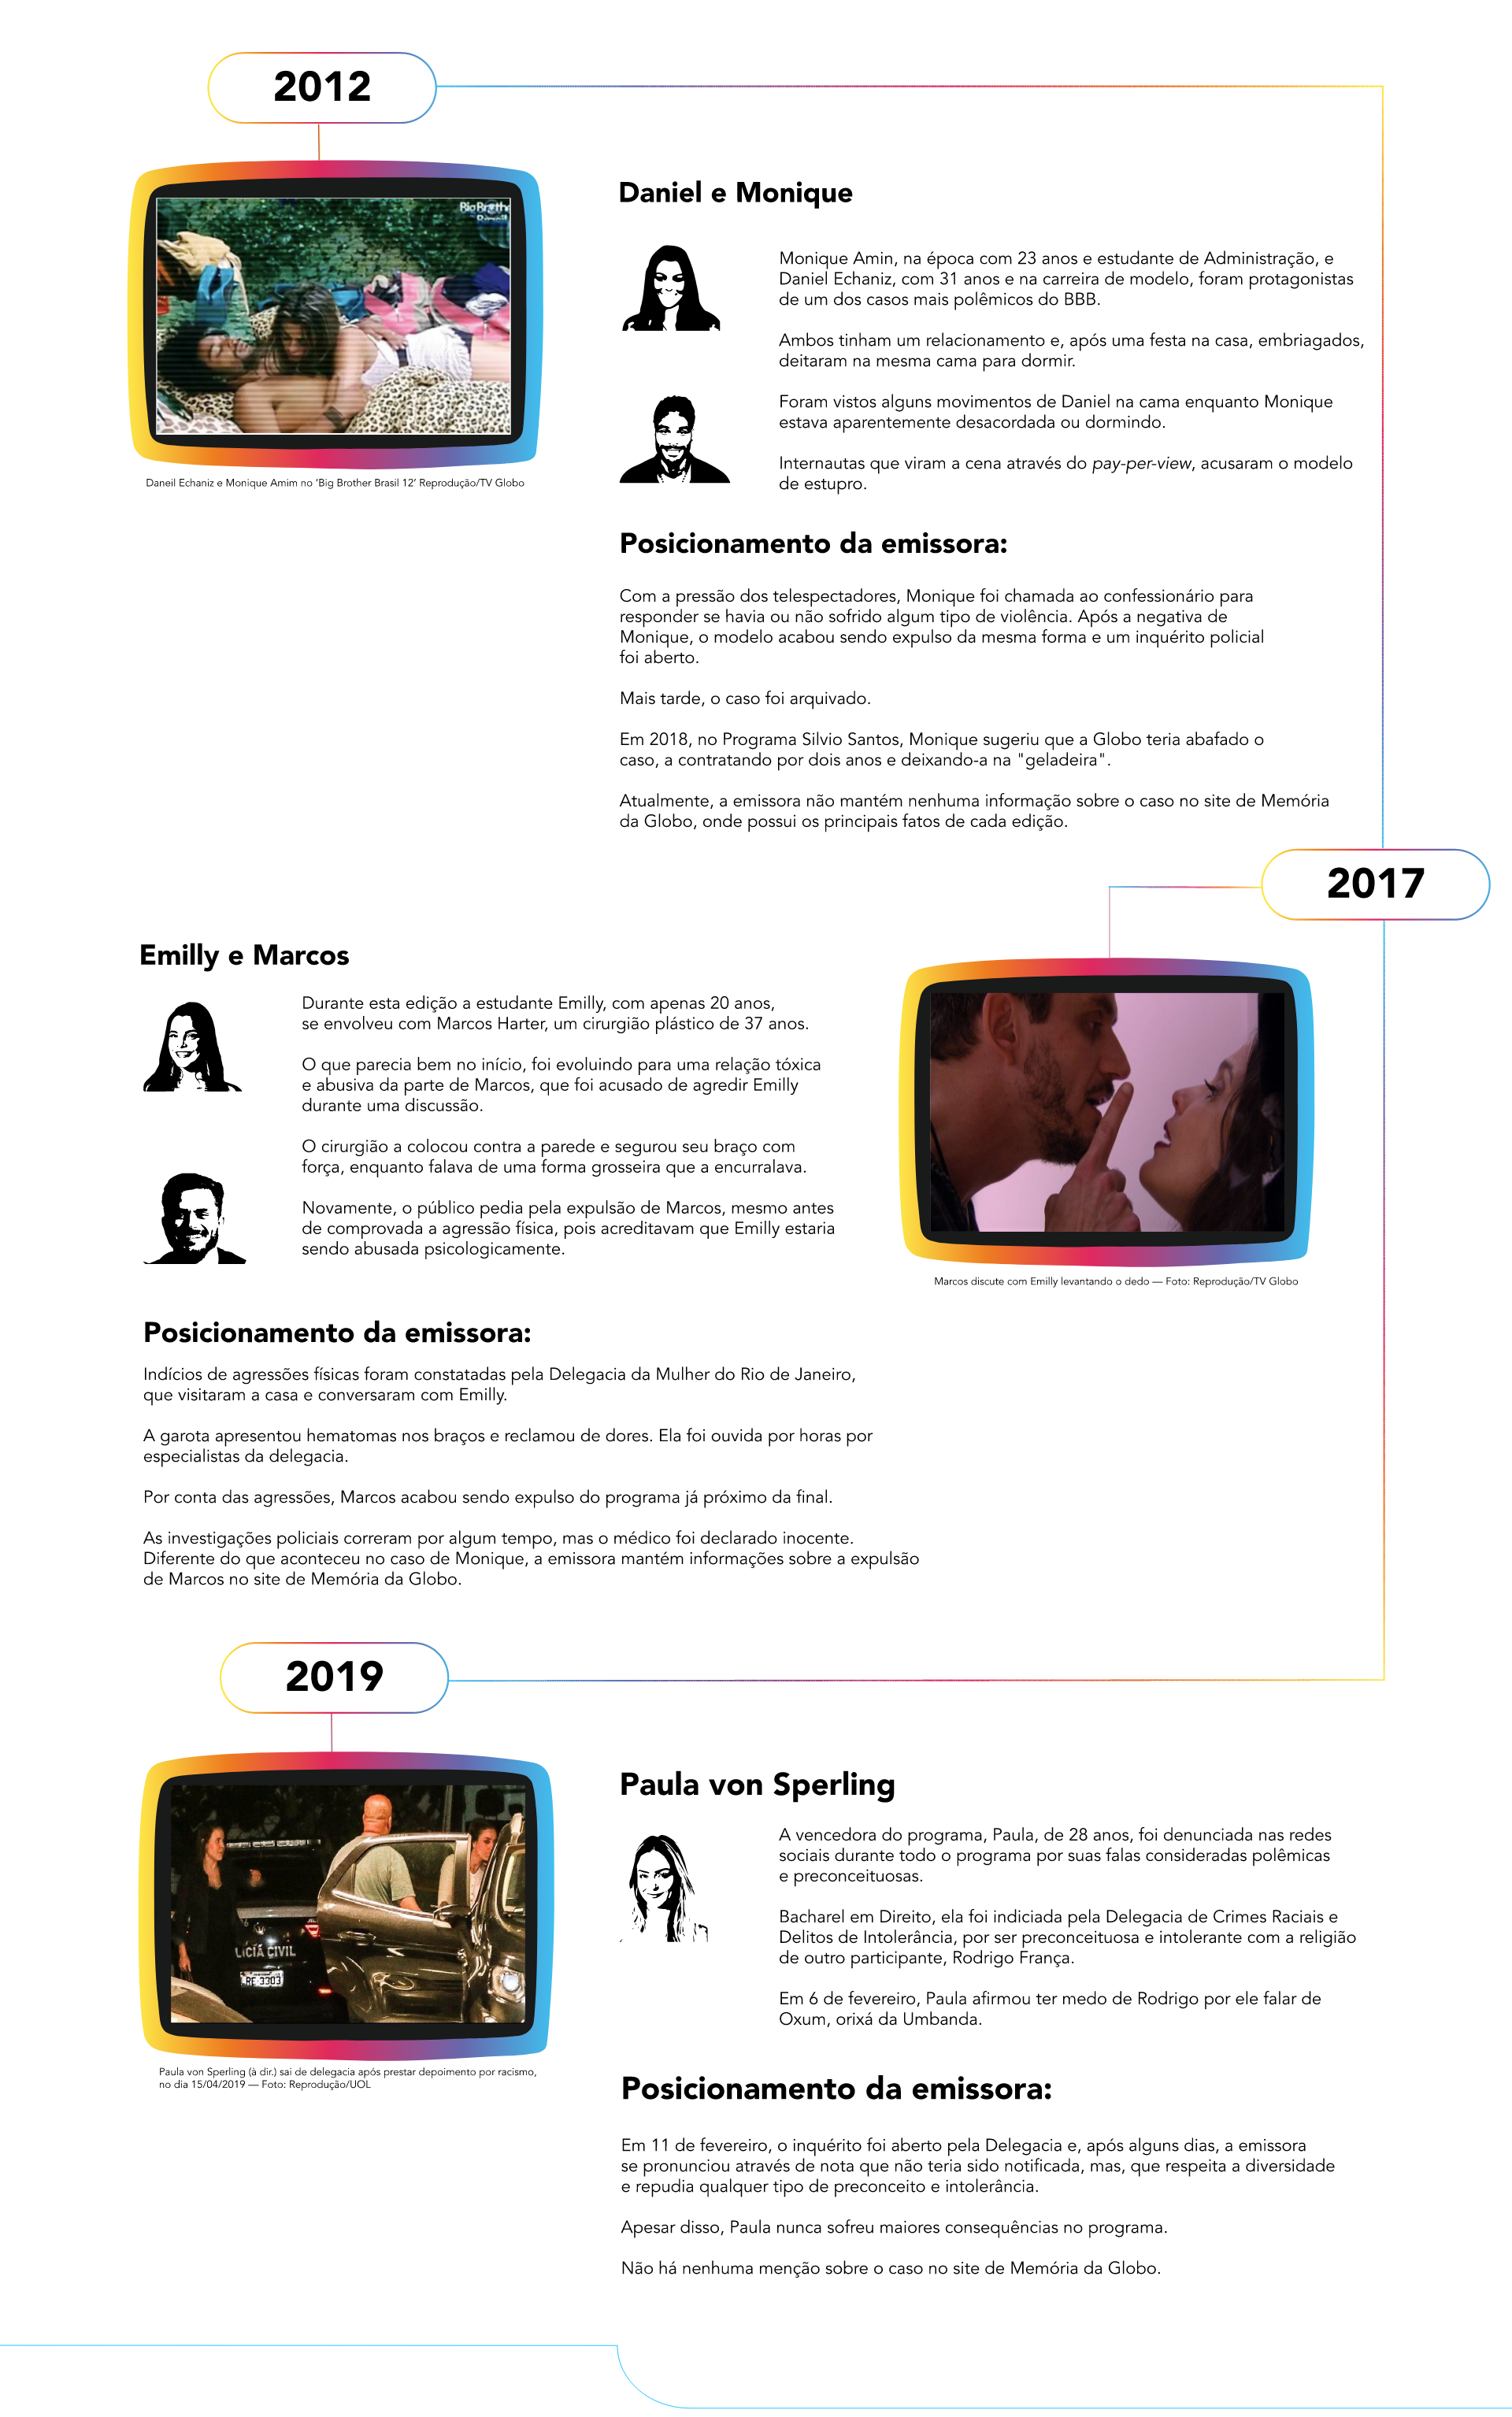 2012
Big Brother
Brasil
Daneil Echaniz e Monique Amim no ‘Big Brother Brasil 12’ Reprodução/TV Globo
Daniel e Monique
Monique Amin, na época com 23 anos e estudante de Administração, e
Daniel Echaniz, com 31 anos e na carreira de modelo, foram protagonistas
de um dos casos mais polêmicos do BBB.
Ambos tinham um relacionamento e, após uma festa na casa, embriagados,
deitaram na mesma cama para dormir.
Foram vistos alguns movimentos de Daniel na cama enquanto Monique
estava aparentemente desacordada ou dormindo.
Internautas que viram a cena através do pay-per-view, acusaram o modelo
de estupro.
Posicionamento da emissora:
Com a pressão dos telespectadores, Monique foi chamada ao confessionário para
responder se havia ou não sofrido algum tipo de violência. Após a negativa de
Monique, o modelo acabou sendo expulso da mesma forma e um inquérito policial
foi aberto.
Mais tarde, o caso foi arquivado.
Em 2018, no Programa Silvio Santos, Monique sugeriu que a Globo teria abafado o
caso, a contratando por dois anos e deixando-a na "geladeira".
Atualmente, a emissora não mantém nenhuma informação sobre o caso no site de Memória
da Globo, onde possui os principais fatos de cada edição.
2017
Emilly e Marcos
Durante esta edição a estudante Emilly, com apenas 20 anos,
se envolveu com Marcos Harter, um cirurgião plástico de 37 anos.
O que parecia bem no início, foi evoluindo para uma relação tóxica
e abusiva da parte de Marcos, que foi acusado de agredir Emilly
durante uma discussão.
O cirurgião a colocou contra a parede e segurou seu braço com
força, enquanto falava de uma forma grosseira que a encurralava.
Novamente, o público pedia pela expulsão de Marcos, mesmo antes
de comprovada a agressão física, pois acreditavam que Emilly estaria
sendo abusada psicologicamente.
Marcos discute com Emilly levantando o dedo — Foto: Reprodução/TV Globo
Posicionamento da emissora:
Indícios de agressões físicas foram constatadas pela Delegacia da Mulher do Rio de Janeiro,
que visitaram a casa e conversaram com Emilly.
A garota apresentou hematomas nos braços e reclamou de dores. Ela foi ouvida por horas por
especialistas da delegacia.
Por conta das agressões, Marcos acabou sendo expulso do programa já próximo da final.
As investigações policiais correram por algum tempo, mas o médico foi declarado inocente.
Diferente do que aconteceu no caso de Monique, a emissora mantém informações sobre a expulsão
de Marcos no site de Memória da Globo.
2019
LICIA CIVIL
RE 3303
Paula von Sperling (à dir.) sai de delegacia após prestar depoimento por racismo,
no dia 15/04/2019 — Foto: Reprodução/UOL
Paula von Sperling
A vencedora do programa, Paula, de 28 anos, foi denunciada nas redes
sociais durante todo o programa por suas falas consideradas polêmicas
e preconceituosas.
Bacharel em Direito, ela foi indiciada pela Delegacia de Crimes Raciais e
Delitos de Intolerância, por ser preconceituosa e intolerante com a religião
de outro participante, Rodrigo França.
Em 6 de fevereiro, Paula afirmou ter medo de Rodrigo por ele falar de
Oxum, orixá da Umbanda.
Posicionamento da emissora:
Em 11 de fevereiro, o inquérito foi aberto pela Delegacia e, após alguns dias, a emissora
se pronunciou através de nota que não teria sido notificada, mas, que respeita a diversidade
e repudia qualquer tipo de preconceito e intolerância.
Apesar disso, Paula nunca sofreu maiores consequências no programa.
Não há nenhuma menção sobre o caso no site de Memória da Globo.